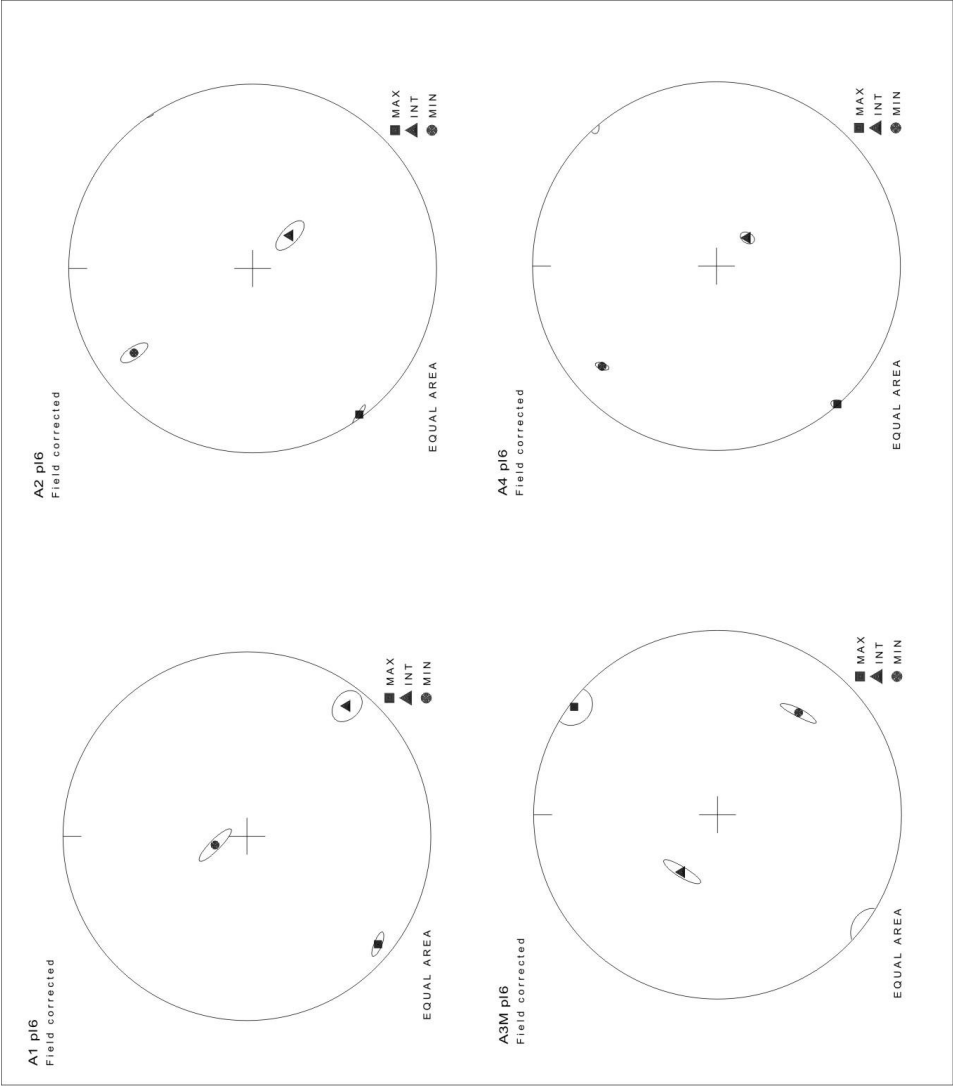 A1 pl6
Field corrected
EQUAL AREA
MAX
INT
MIN
A2 pl6
Field corrected
EQUAL AREA
MAX
INT
MIN
A3M pl6
Field corrected
EQUAL AREA
MAX
INT
MIN
A4 pl6
Field corrected
EQUAL AREA
MAX
INT
MIN